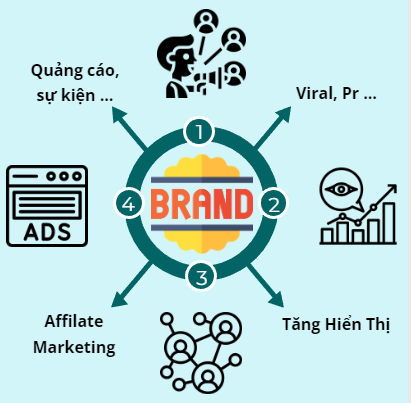 Quảng cáo,
sự kiện ...
Viral, Pr ...
1
BRAND
2
3
4
ADS
Affilate
Marketing
Tăng Hiển Thị